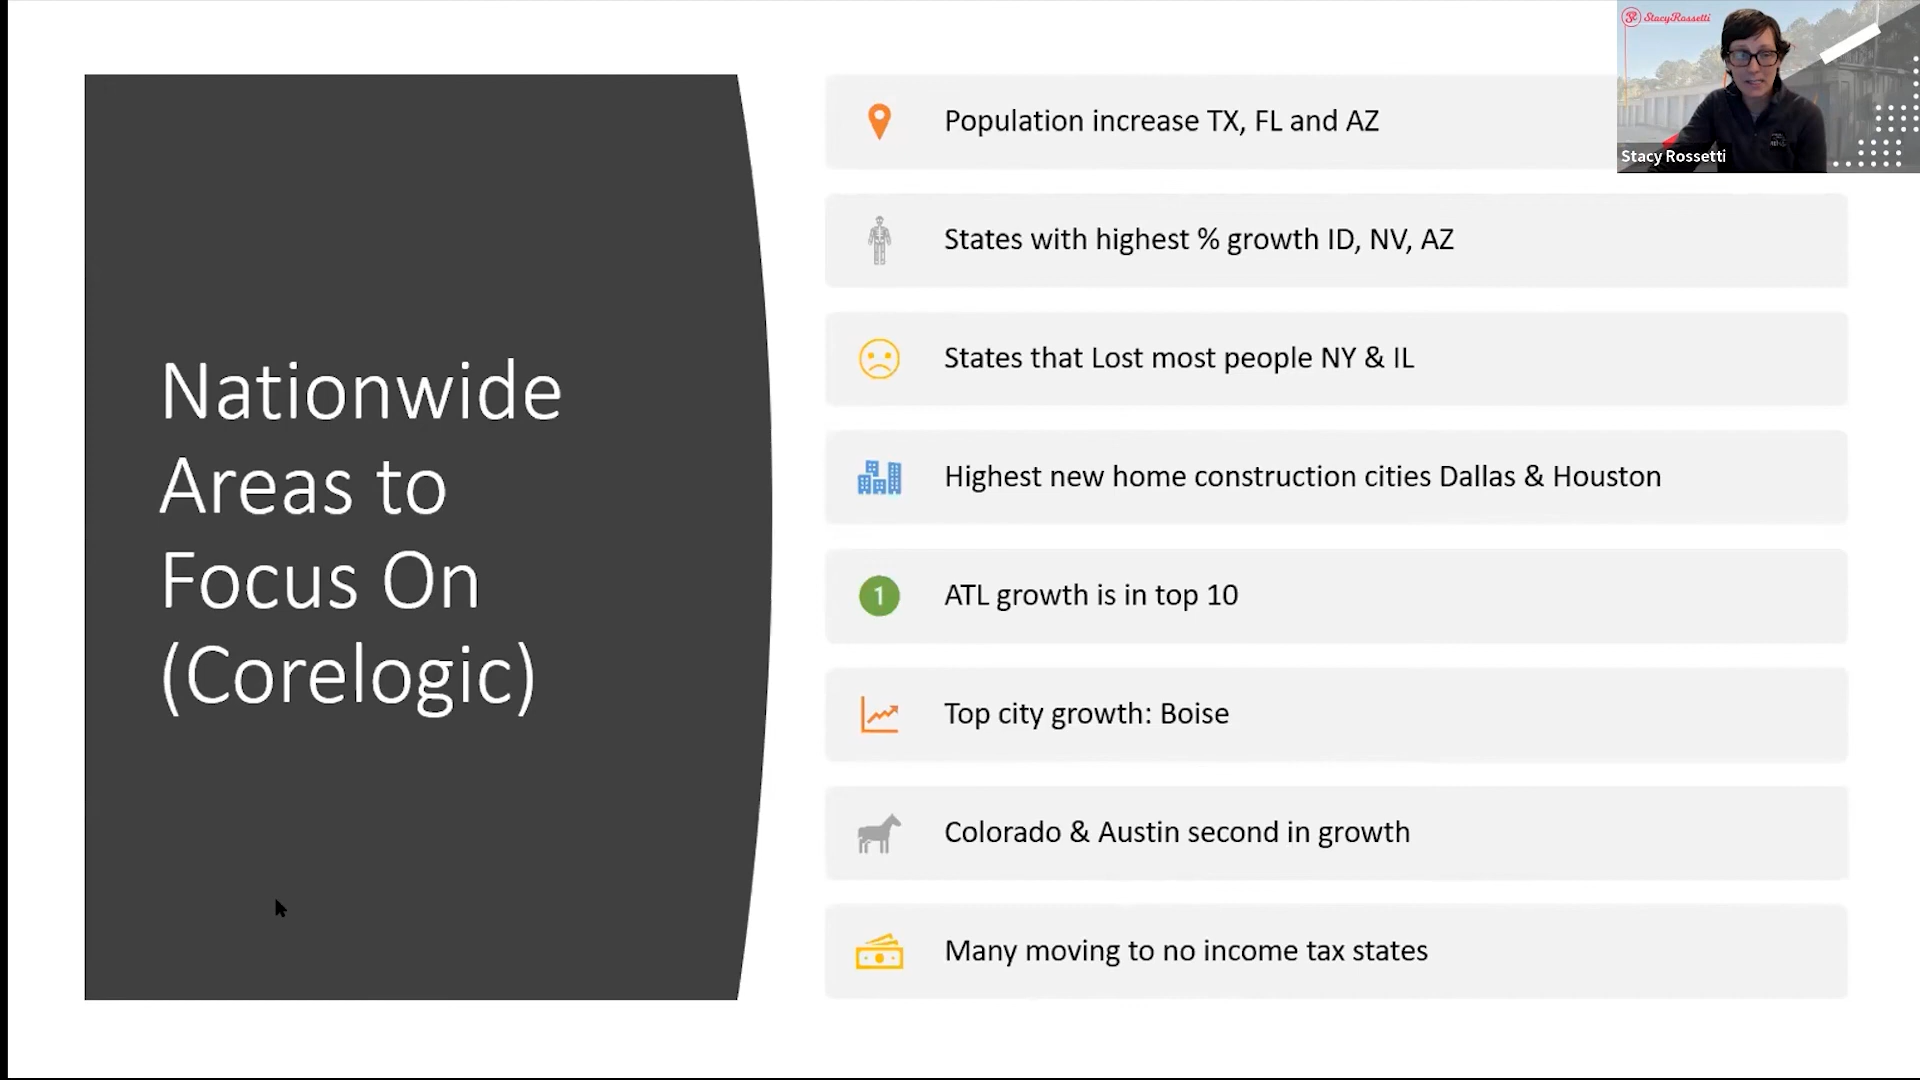 Nationwide
Areas to
Focus On
(Corelogic)
Population increase TX, FL and AZ
States with highest % growth ID, NV, AZ
States that Lost most people NY & IL
Highest new home construction cities Dallas & Houston
1
ATL growth is in top 10
Top city growth: Boise
Colorado & Austin second in growth
Many moving to no income tax states
StacyRossetti
Stacy Rossetti